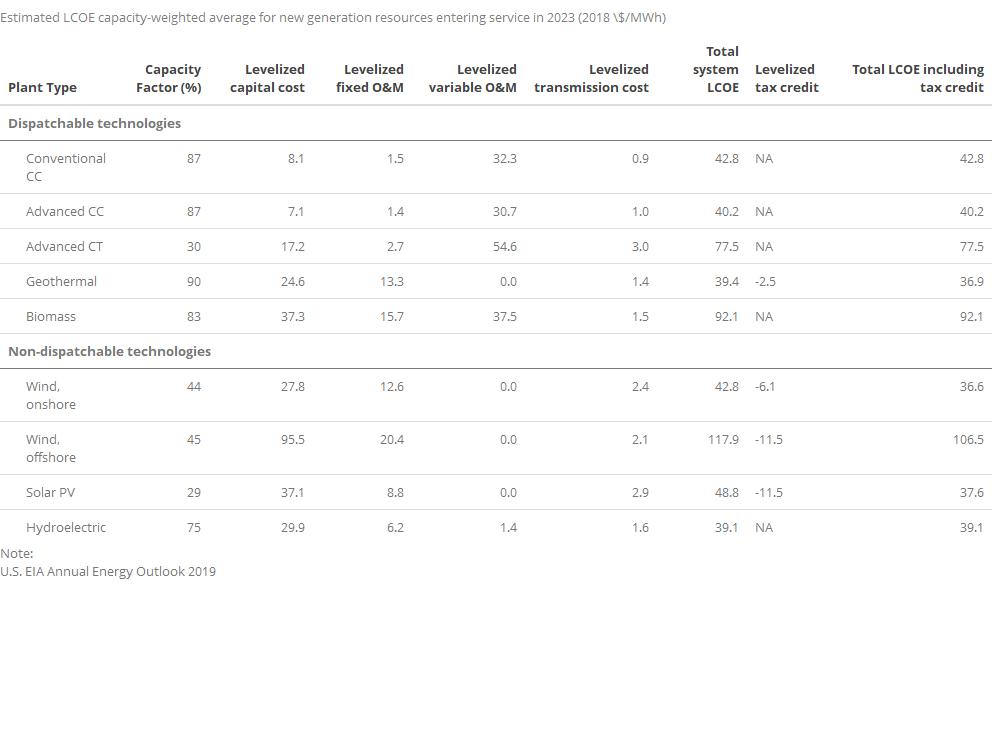 Estimated LCOE capacity-weighted average for new generation resources entering service in 2023 (2018 \$/MWh)
Plant Type Capacity Factor (%) Levelized capital cost Levelized fixed O&M Levelized variable O&M Levelized transmission cost Total system LCOE Levelized tax credit Total LCOE including tax credit
Dispatchable technologies
Conventional CC 87 8.1 1.5 32.3 0.9 42.8 NA 42.8
Advanced CC 87 7.1 1.4 30.7 1.0 40.2 NA 40.2
Advanced CT 30 17.2 2.7 54.6 3.0 77.5 NA 77.5
Geothermal 90 24.6 13.3 0.0 1.4 39.4 -2.5 36.9
Biomass 83 37.3 15.7 37.5 1.5 92.1 NA 92.1
Non-dispatchable technologies
Wind, onshore 44 27.8 12.6 0.0 2.4 42.8 -6.1 36.6
Wind, offshore 45 95.5 20.4 0.0 2.1 117.9 -11.5 106.5
Solar PV 29 37.1 8.8 0.0 2.9 48.8 -11.5 37.6
Hydroelectric 75 29.9 6.2 1.4 1.6 39.1 NA 39.1
Note:
U.S. EIA Annual Energy Outlook 2019